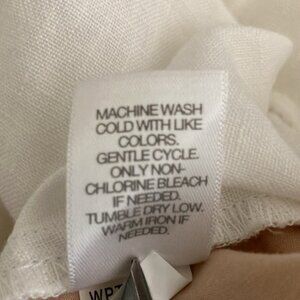 MACHINE WASH
COLD WITH LIKE
COLORS.
GENTLE CYCLE.
ONLY NON-
CHLORINE BLEACH
IF NEEDED.
TUMBLE DRY LOW.
WARM IRON IF
NEEDED.